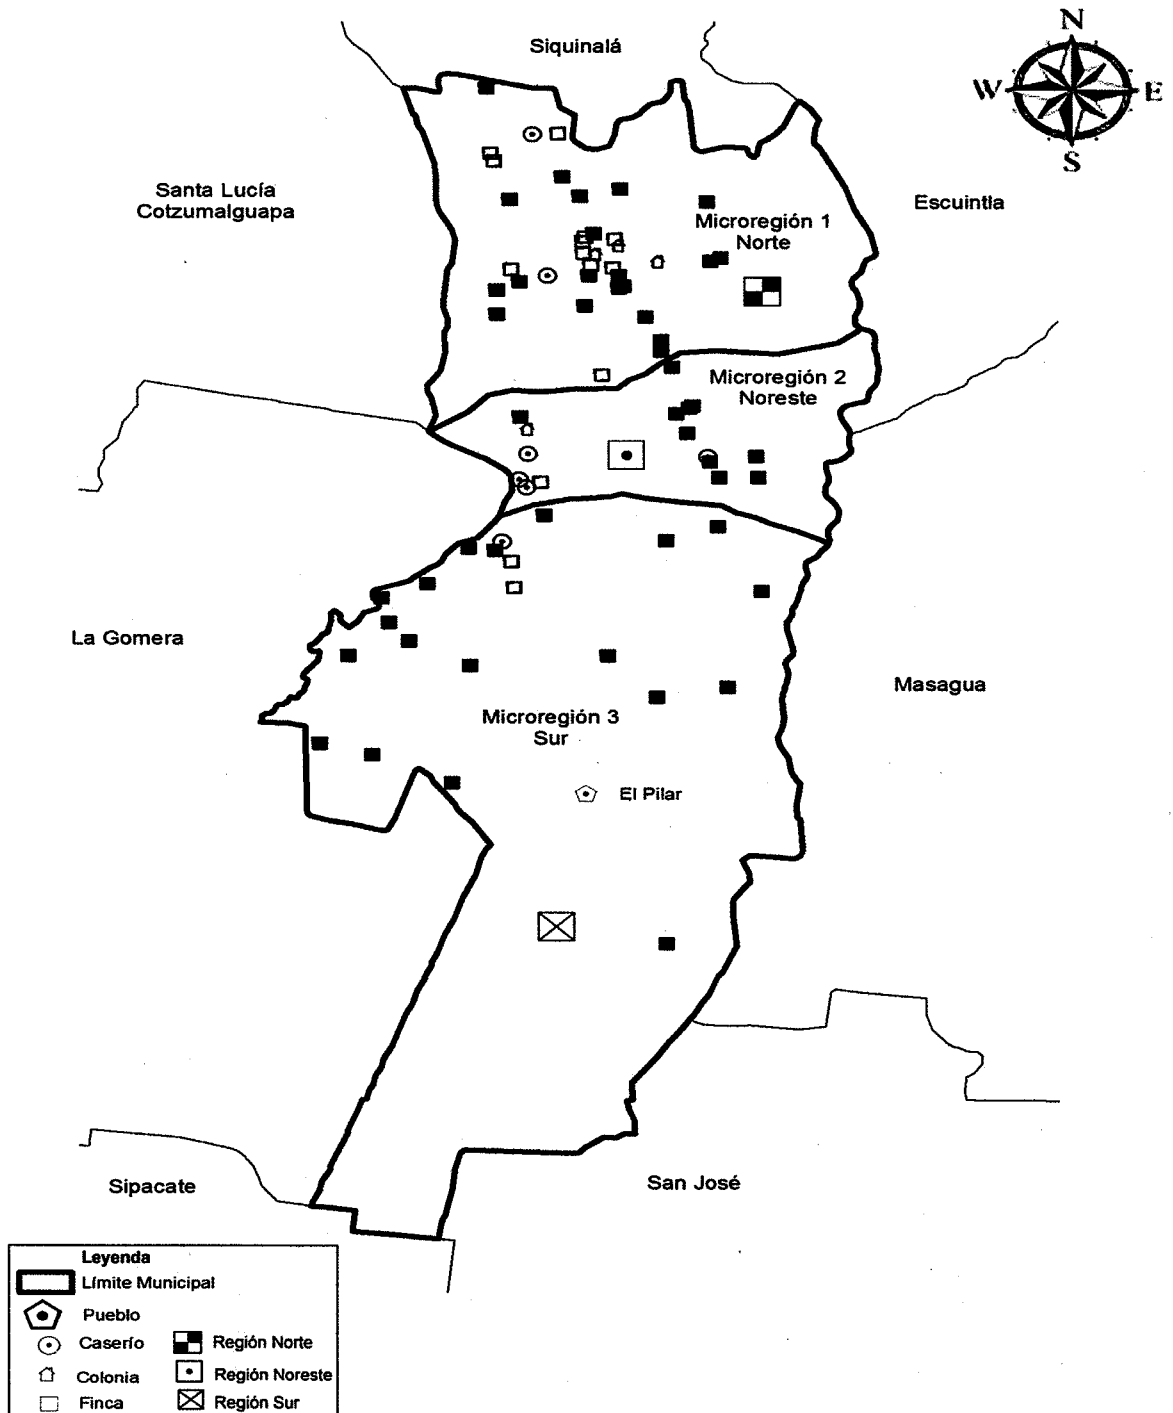 N
Siquinalá
W
E
S
Santa Lucía
Cotzumalguapa
Escuintla
Microregión 1
Norte
Microregión 2
Noreste
La Gomera
Masagua
Microregión 3
Sur
El Pilar
San José
Sipacate
Leyenda
Límite Municipal
Pueblo
Caserío
Región Norte
Colonia
Región Noreste
Finca
Región Sur